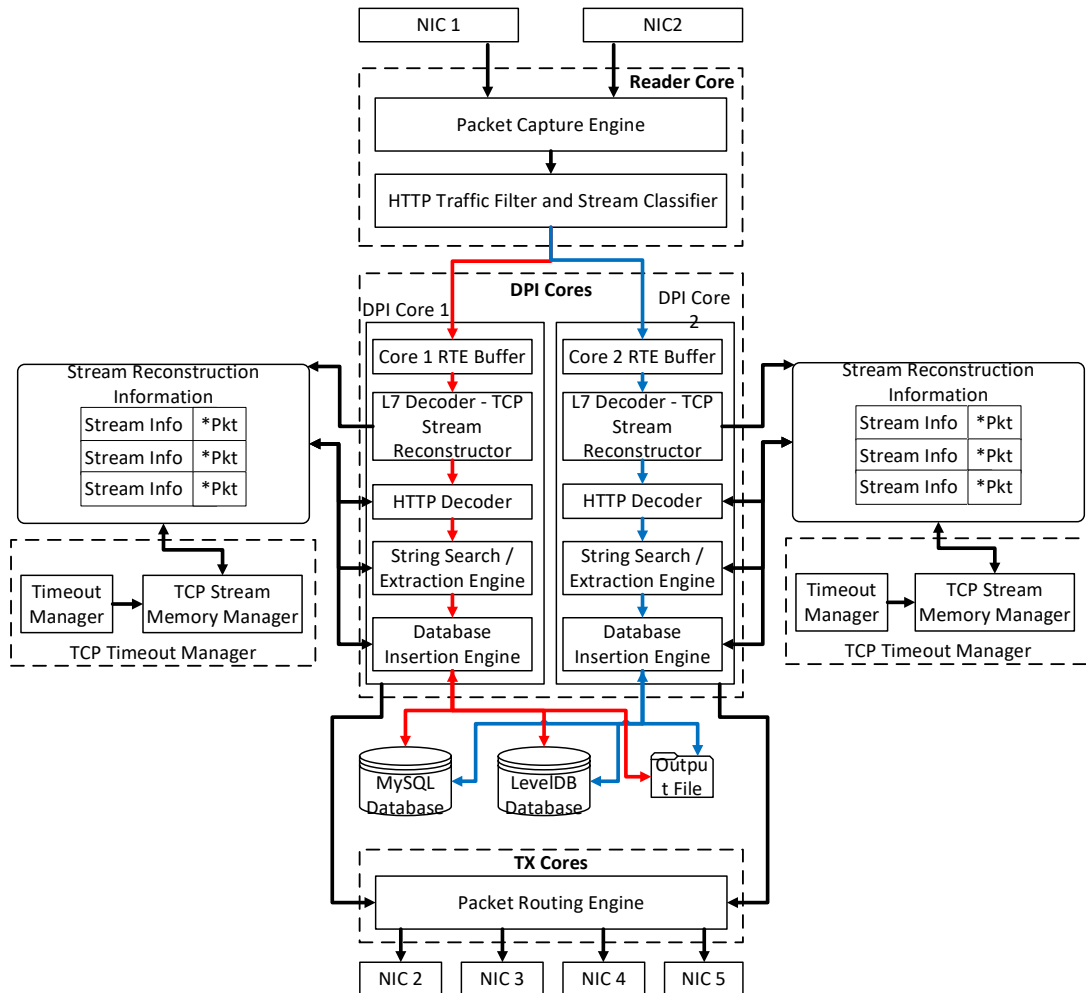 NIC 1
NIC2
Reader Core
Packet Capture Engine
HTTP Traffic Filter and Stream Classifier
DPI Cores
DPI Core 1
DPI Core
2
Core 1 RTE Buffer
Core 2 RTE Buffer
L7 Decoder - TCP
Stream
Reconstructor
L7 Decoder - TCP
Stream
Reconstructor
HTTP Decoder
HTTP Decoder
String Search /
Extraction Engine
String Search /
Extraction Engine
Database
Insertion Engine
Database
Insertion Engine
Stream Reconstruction
Information
Stream Info *Pkt
Stream Info *Pkt
Stream Info *Pkt
Timeout
Manager
TCP Stream
Memory Manager
TCP Timeout Manager
Stream Reconstruction
Information
Stream Info *Pkt
Stream Info *Pkt
Stream Info *Pkt
Timeout
Manager
TCP Stream
Memory Manager
TCP Timeout Manager
MySQL
Database
LevelDB
Database
Outpu
t File
TX Cores
Packet Routing Engine
NIC 2
NIC 3
NIC 4
NIC 5